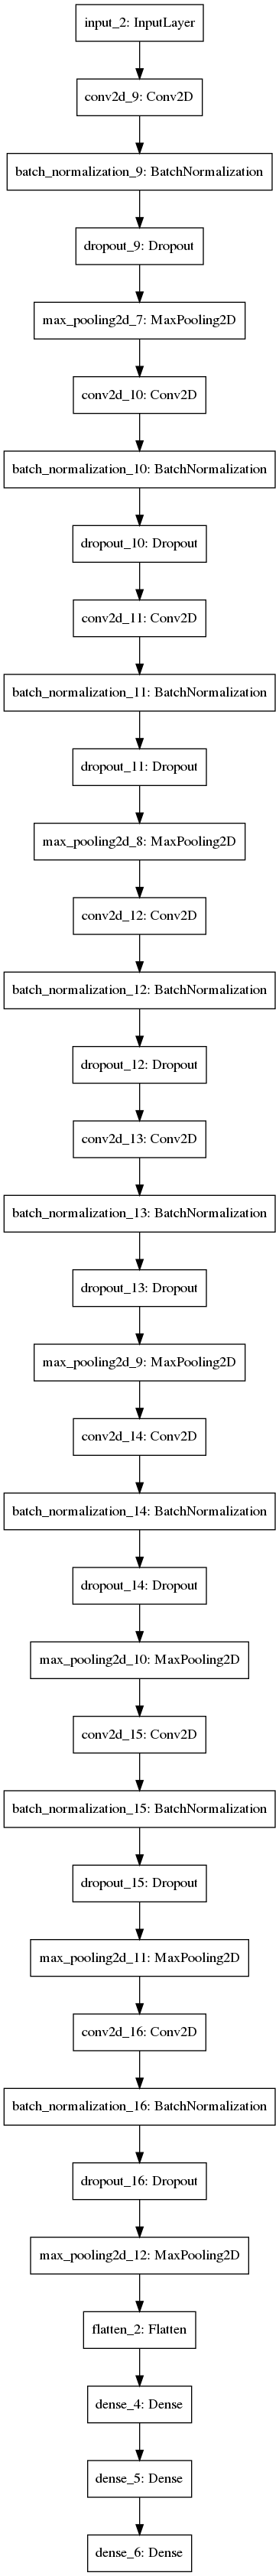 input_2: InputLayer
conv2d_9: Conv2D
batch_normalization_9: BatchNormalization
dropout_9: Dropout
max_pooling2d_7: MaxPooling2D
conv2d_10: Conv2D
batch_normalization_10: BatchNormalization
dropout_10: Dropout
conv2d_11: Conv2D
batch_normalization_11: BatchNormalization
dropout_11: Dropout
max_pooling2d_8: MaxPooling2D
conv2d_12: Conv2D
batch_normalization_12: BatchNormalization
dropout_12: Dropout
conv2d_13: Conv2D
batch_normalization_13: BatchNormalization
dropout_13: Dropout
max_pooling2d_9: MaxPooling2D
conv2d_14: Conv2D
batch_normalization_14: BatchNormalization
dropout_14: Dropout
max_pooling2d_10: MaxPooling2D
conv2d_15: Conv2D
batch_normalization_15: BatchNormalization
dropout_15: Dropout
max_pooling2d_11: MaxPooling2D
conv2d_16: Conv2D
batch_normalization_16: BatchNormalization
dropout_16: Dropout
max_pooling2d_12: MaxPooling2D
flatten_2: Flatten
dense_4: Dense
dense_5: Dense
dense_6: Dense